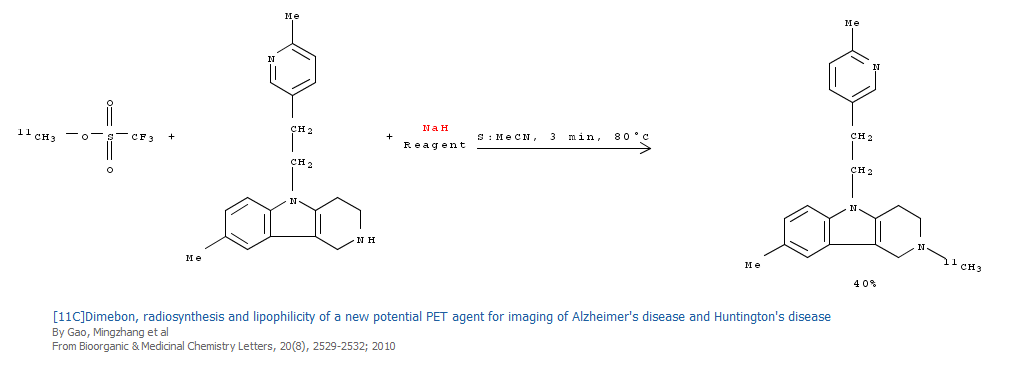 Me
N
O
11CH3 — O — S — CF3 +
O
CH2
CH2
N
NH
Me
+ NaH
Reagent
S:MeCN, 3 min, 80°C
Me
N
CH2
CH2
N
N
11CH3
Me
40%
[11C]Dimebon, radiosynthesis and lipophilicity of a new potential PET agent for imaging of Alzheimer's disease and Huntington's disease
By Gao, Mingzhang et al
From Bioorganic & Medicinal Chemistry Letters, 20(8), 2529-2532; 2010